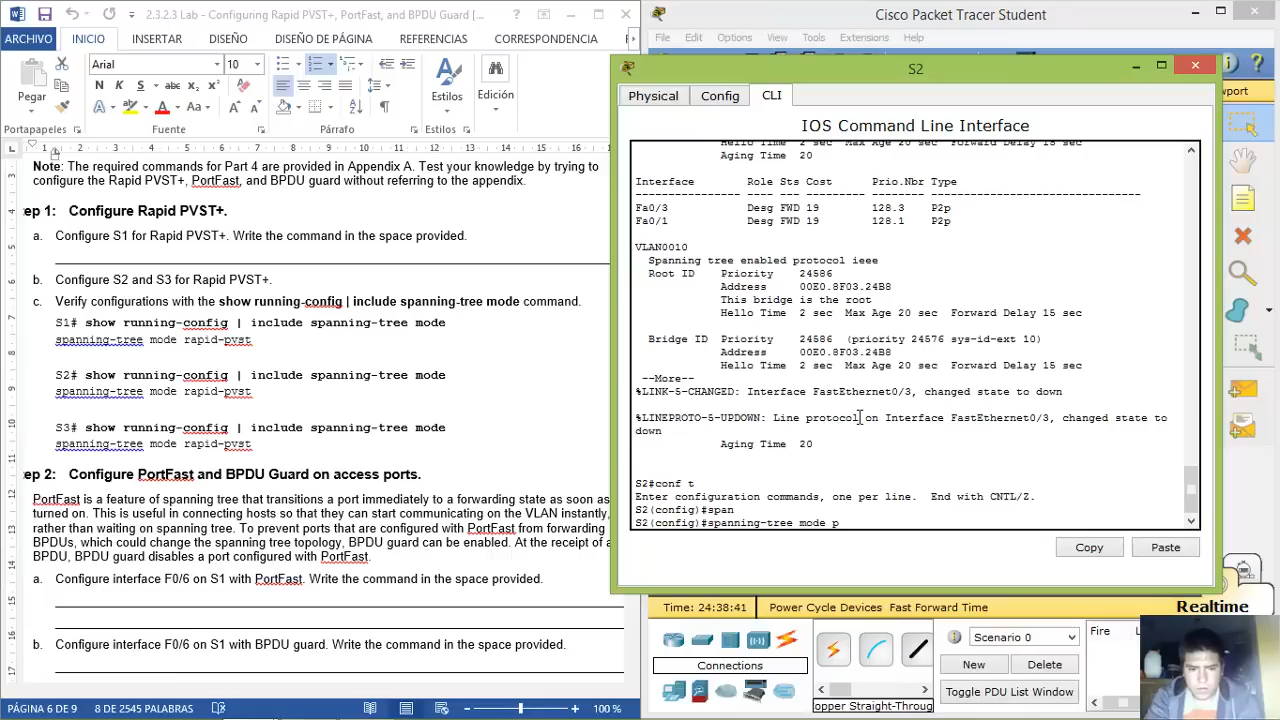 2.3.2.3 Lab - Configuring Rapid PVST+, PortFast, and BPDU Guard [...
ARCHIVO INICIO INSERTAR DISEÑO DISEÑO DE PÁGINA REFERENCIAS CORRESPONDENCIA
Arial 10
Pegar
N K S abc x₂ x²
Estilos Edición
Portapapeles Fuente Párrafo Estilos
Note: The required commands for Part 4 are provided in Appendix A. Test your knowledge by trying to
configure the Rapid PVST+, PortFast, and BPDU guard without referring to the appendix.
ep 1: Configure Rapid PVST+.
a. Configure S1 for Rapid PVST+. Write the command in the space provided.
b. Configure S2 and S3 for Rapid PVST+.
c. Verify configurations with the show running-config | include spanning-tree mode command.
S1# show running-config | include spanning-tree mode
spanning-tree mode rapid-pvst
S2# show running-config | include spanning-tree mode
spanning-tree mode rapid-pvst
S3# show running-config | include spanning-tree mode
spanning-tree mode rapid-pvst
ep 2: Configure PortFast and BPDU Guard on access ports.
PortFast is a feature of spanning tree that transitions a port immediately to a forwarding state as soon as
turned on. This is useful in connecting hosts so that they can start communicating on the VLAN instantly,
rather than waiting on spanning tree. To prevent ports that are configured with PortFast from forwarding
BPDUs, which could change the spanning tree topology, BPDU guard can be enabled. At the receipt of a
BPDU, BPDU guard disables a port configured with PortFast.
a. Configure interface F0/6 on S1 with PortFast. Write the command in the space provided.
b. Configure interface F0/6 on S1 with BPDU guard. Write the command in the space provided.
PÁGINA 6 DE 9 8 DE 2545 PALABRAS 100 %
Cisco Packet Tracer Student
File Edit Options View Tools Extensions Help
S2
Physical Config CLI
IOS Command Line Interface
Hello Time 2 sec Max Age 20 sec Forward Delay 15 sec
Aging Time 20
Interface Role Sts Cost Prio.Nbr Type
---------------- ---- --- --------- -------- --------------------------------
Fa0/3 Desg FWD 19 128.3 P2p
Fa0/1 Desg FWD 19 128.1 P2p
VLAN0010
Spanning tree enabled protocol ieee
Root ID Priority 24586
Address 00E0.8F03.24B8
This bridge is the root
Hello Time 2 sec Max Age 20 sec Forward Delay 15 sec
Bridge ID Priority 24586 (priority 24576 sys-id-ext 10)
Address 00E0.8F03.24B8
Hello Time 2 sec Max Age 20 sec Forward Delay 15 sec
--More--
%LINK-5-CHANGED: Interface FastEthernet0/3, changed state to down
%LINEPROTO-5-UPDOWN: Line protocol on Interface FastEthernet0/3, changed state to
down
Aging Time 20
S2#conf t
Enter configuration commands, one per line. End with CNTL/Z.
S2(config)#span
S2(config)#spanning-tree mode p
Copy Paste
wport
Time: 24:38:41 Power Cycle Devices Fast Forward Time
Realtime
Connections
Scenario 0
New Delete
Toggle PDU List Window
Fire L
opper Straight-Throug